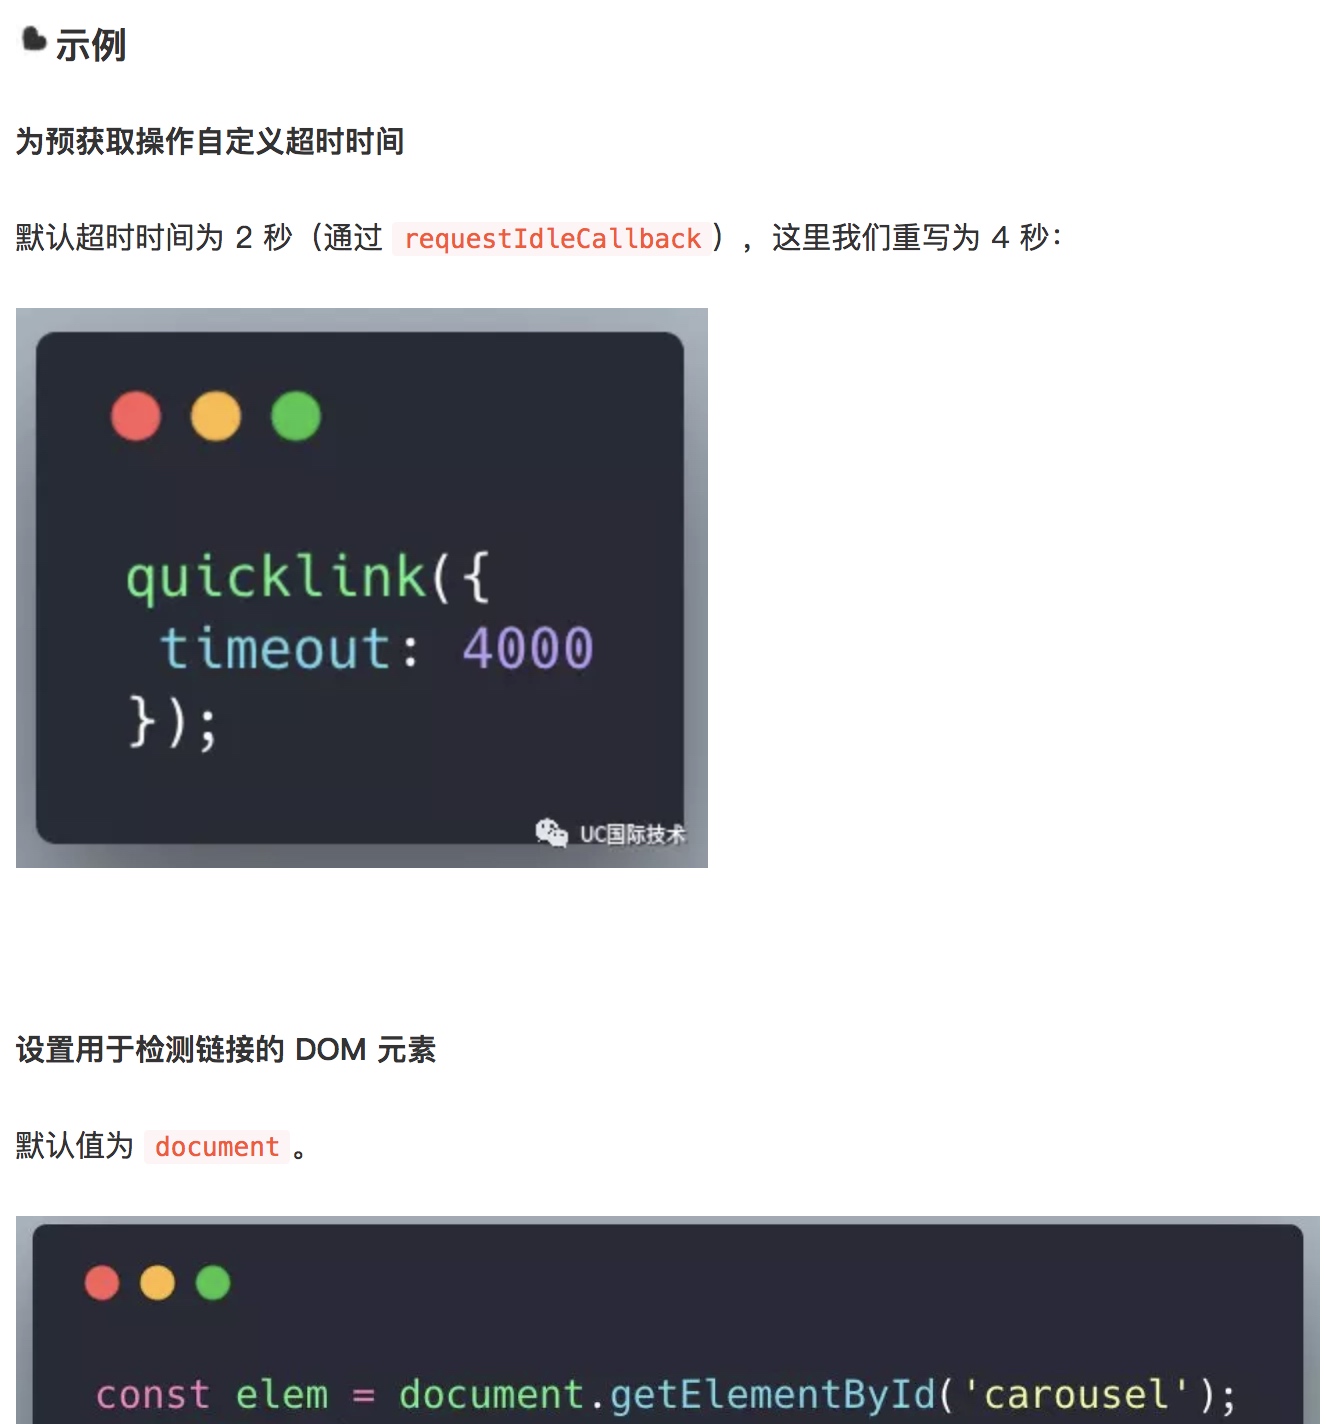 示例
为预获取操作自定义超时时间
默认超时时间为 2 秒（通过 requestIdleCallback），这里我们重写为 4 秒：
quicklink({
 timeout: 4000
});
UC国际技术
设置用于检测链接的 DOM 元素
默认值为 document 。
const elem = document.getElementById('carousel');